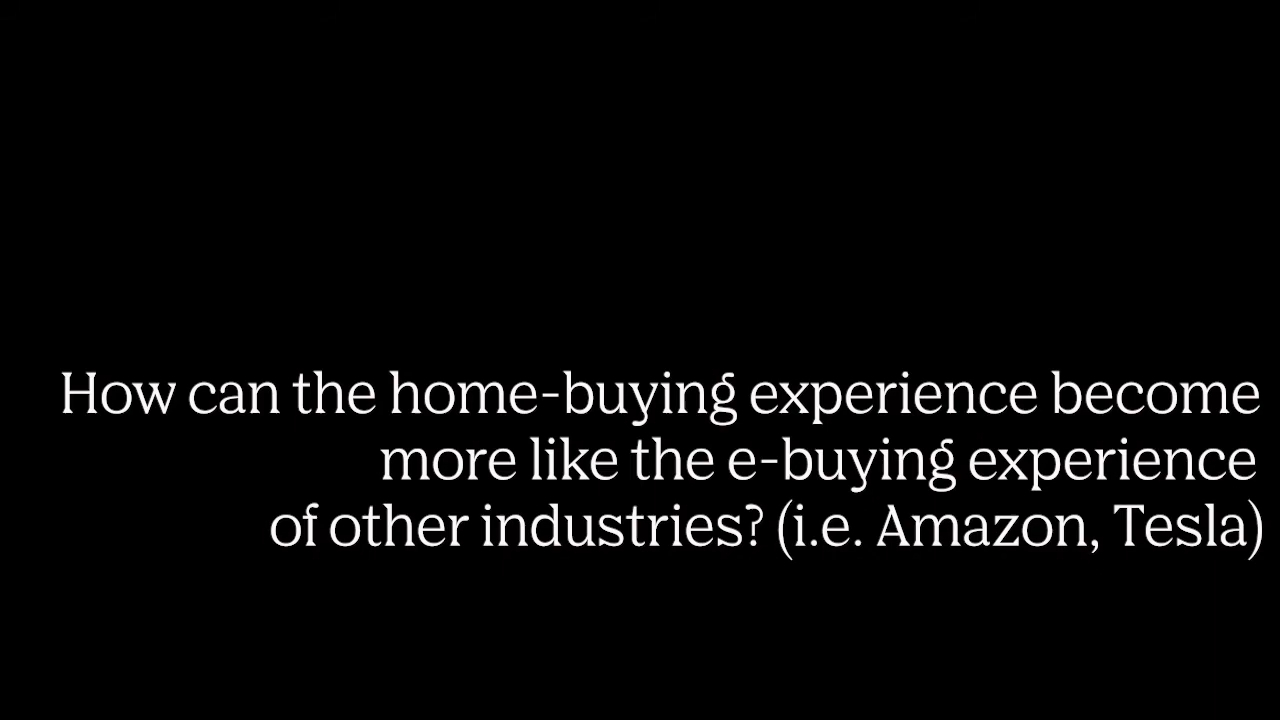 How can the home-buying experience become
more like the e-buying experience
of other industries? (i.e. Amazon, Tesla)